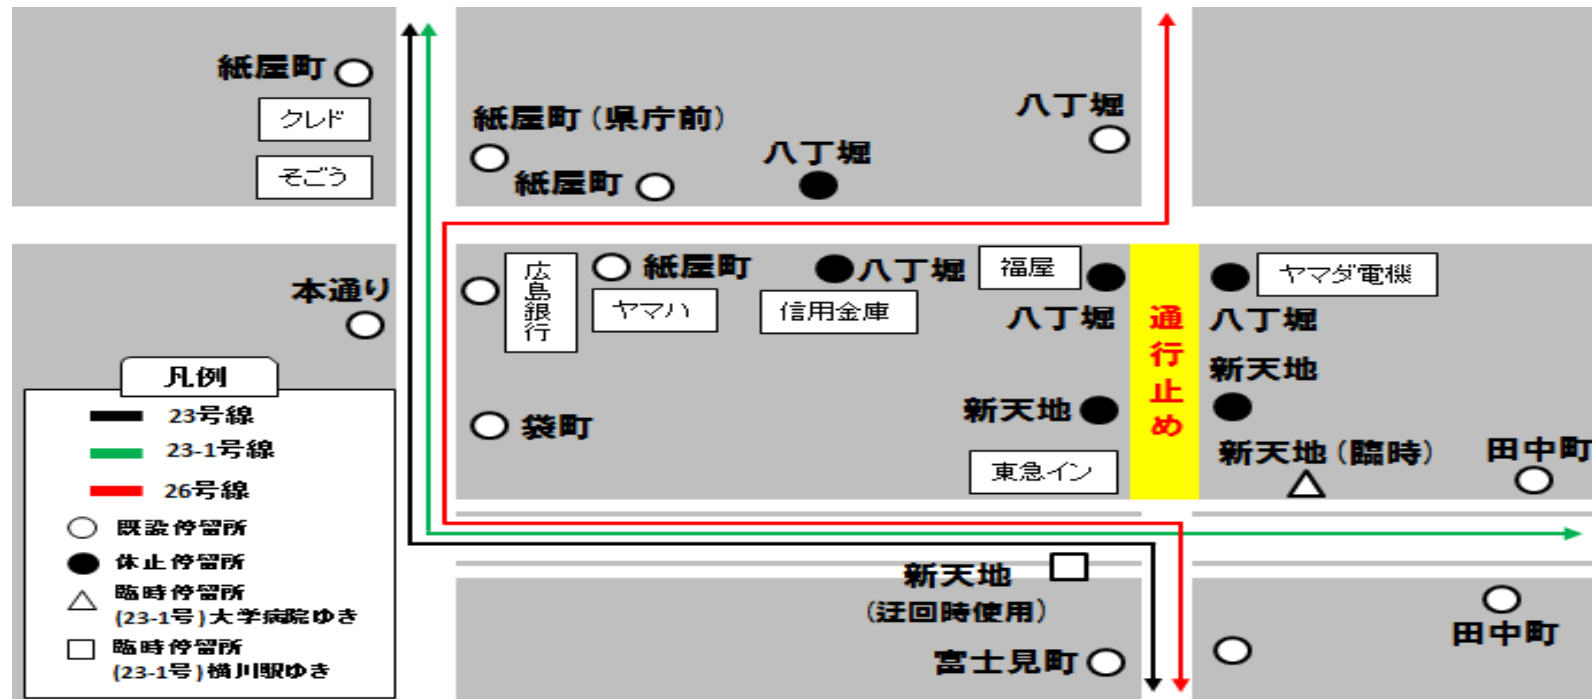 紙屋町
クレド
そごう
紙屋町(県庁前)
紙屋町
八丁堀
八丁堀
本通り
広島銀行
紙屋町
ヤマハ
八丁堀
信用金庫
福屋
八丁堀
通行止め
ヤマダ電機
八丁堀
新天地
袋町
新天地
東急イン
新天地(臨時)
田中町
新天地
(迂回時使用)
富士見町
田中町
凡例
23号線
23-1号線
26号線
既設停留所
休止停留所
臨時停留所
(23-1号)大学病院ゆき
臨時停留所
(23-1号)横川駅ゆき